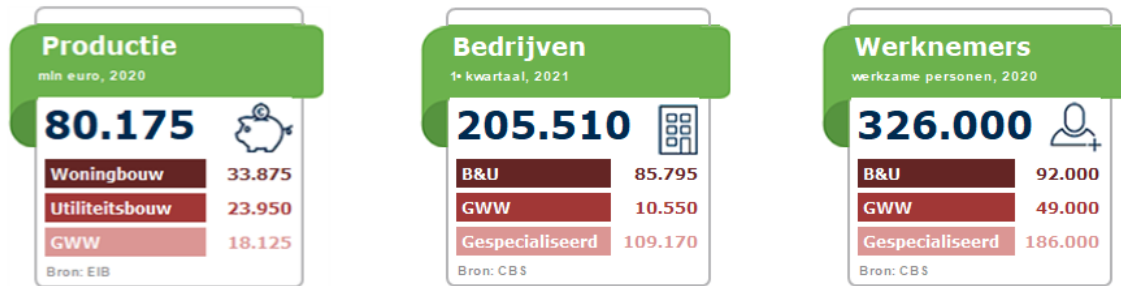 Productie
mln euro, 2020
80.175
Woningbouw 33.875
Utiliteitsbouw 23.950
GWW 18.125
Bron: EIB
Bedrijven
1e kwartaal, 2021
205.510
B&U 85.795
GWW 10.550
Gespecialiseerd 109.170
Bron: CBS
Werknemers
werkzame personen, 2020
326.000
B&U 92.000
GWW 49.000
Gespecialiseerd 186.000
Bron: CBS